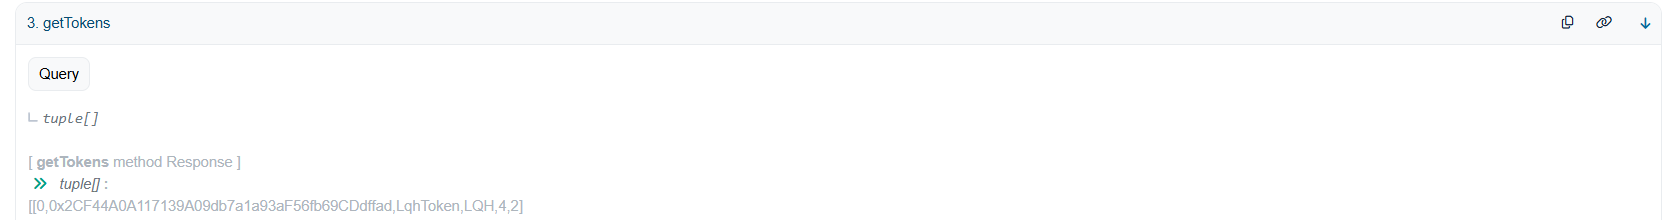 3. getTokens
Query
tuple[]
[ getTokens method Response ]
tuple[] :
[[0,0x2CF44A0A117139A09db7a1a93aF56fb69CDdffad,LqhToken,LQH,4,2]